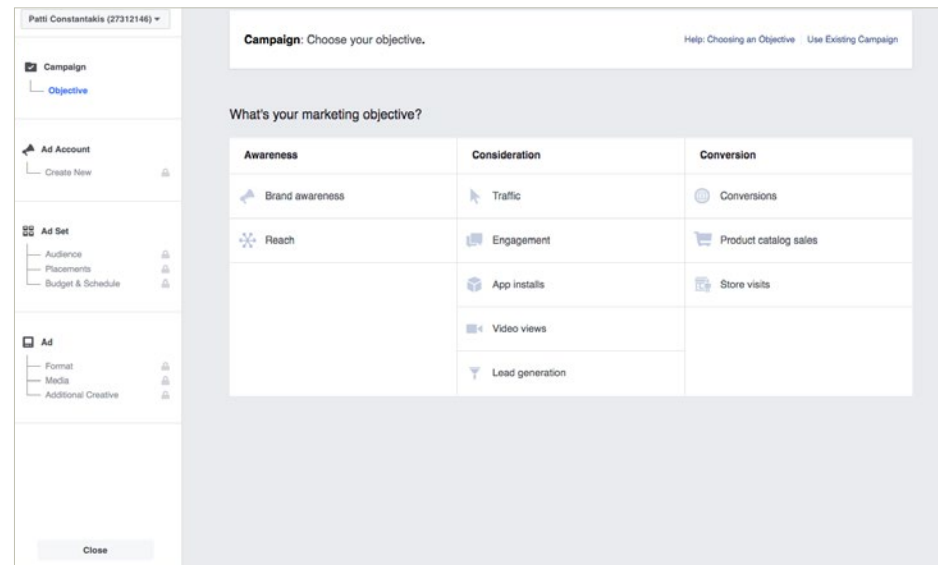 Patti Constantakis (27312146)
Campaign
Objective
Ad Account
Create New
Ad Set
Audience
Placements
Budget & Schedule
Ad
Format
Media
Additional Creative
Close
Campaign: Choose your objective.
Help: Choosing an Objective Use Existing Campaign
What's your marketing objective?
Awareness Consideration Conversion
Brand awareness Traffic Conversions
Reach Engagement Product catalog sales
App installs Store visits
Video views
Lead generation